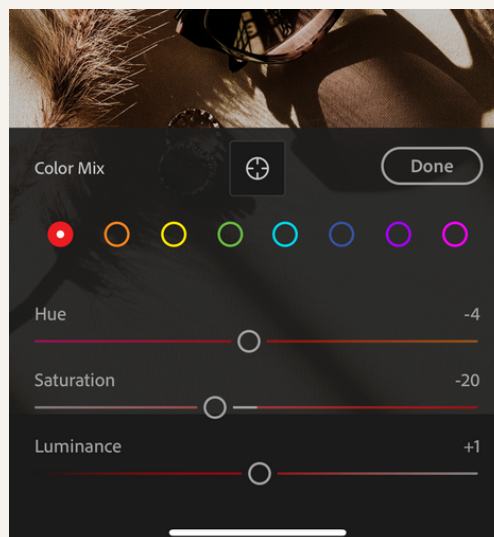 Color Mix
Done
Hue -4
Saturation -20
Luminance +1